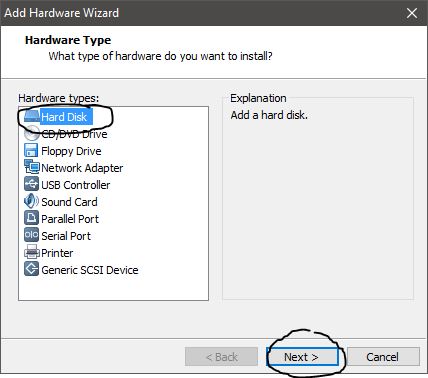 Add Hardware Wizard
Hardware Type
What type of hardware do you want to install?
Hardware types:
Hard Disk
CD/DVD Drive
Floppy Drive
Network Adapter
USB Controller
Sound Card
Parallel Port
Serial Port
Printer
Generic SCSI Device
Explanation
Add a hard disk.
< Back
Next >
Cancel